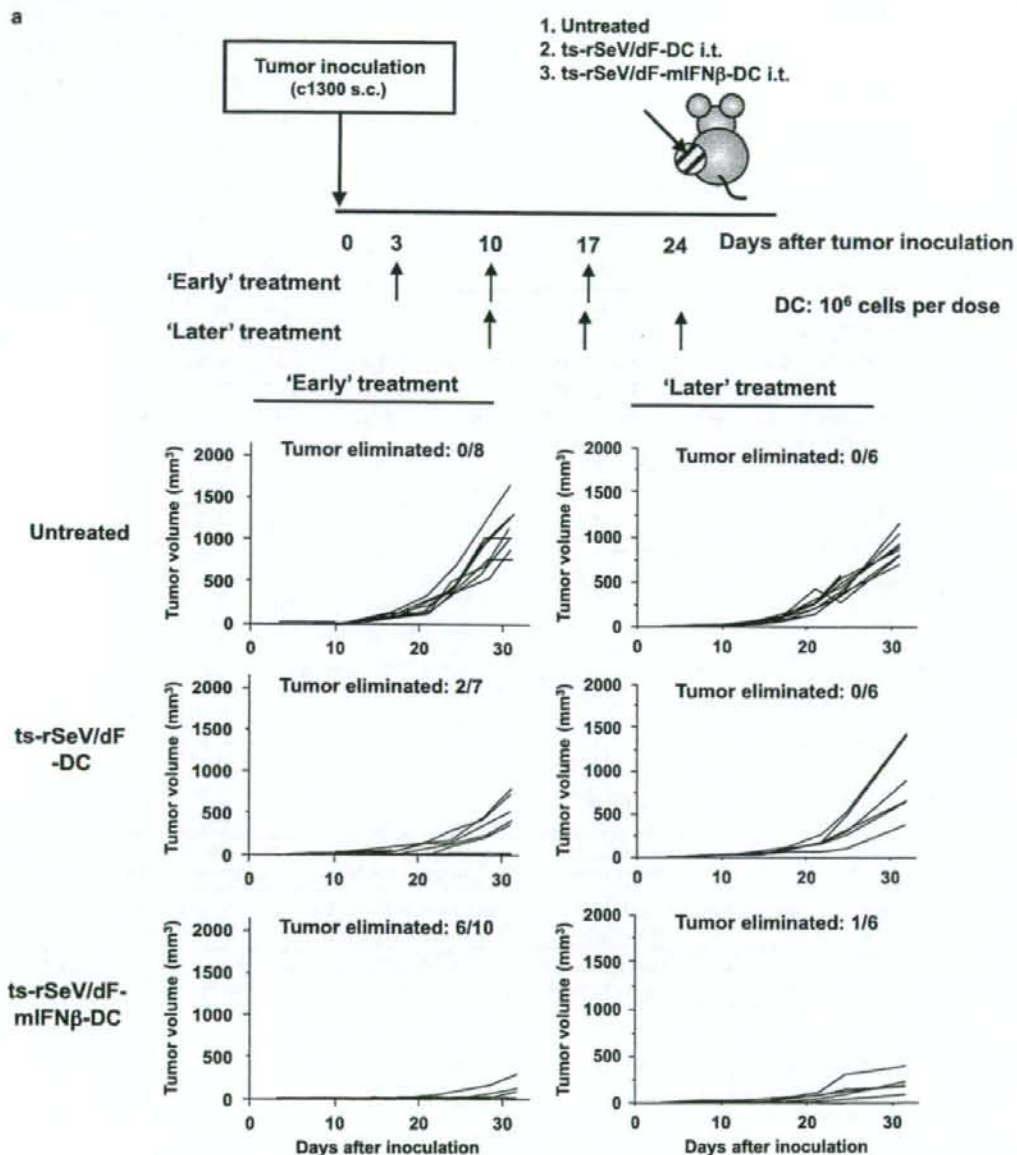 a
Tumor inoculation
(c1300 s.c.)
1. Untreated
2. ts-rSeV/dF-DC i.t.
3. ts-rSeV/dF-mIFNβ-DC i.t.
0 3 10 17 24 Days after tumor inoculation
'Early' treatment
DC: 10⁶ cells per dose
'Later' treatment
'Early' treatment
'Later' treatment
Untreated
Tumor volume (mm³)
2000
1500
1000
500
0
Tumor eliminated: 0/8
0 10 20 30
Tumor volume (mm³)
2000
1500
1000
500
0
Tumor eliminated: 0/6
0 10 20 30
ts-rSeV/dF
-DC
Tumor volume (mm³)
2000
1500
1000
500
0
Tumor eliminated: 2/7
0 10 20 30
Tumor volume (mm³)
2000
1500
1000
500
0
Tumor eliminated: 0/6
0 10 20 30
ts-rSeV/dF-
mIFNβ-DC
Tumor volume (mm³)
2000
1500
1000
500
0
Tumor eliminated: 6/10
0 10 20 30
Days after inoculation
Tumor volume (mm³)
2000
1500
1000
500
0
Tumor eliminated: 1/6
0 10 20 30
Days after inoculation